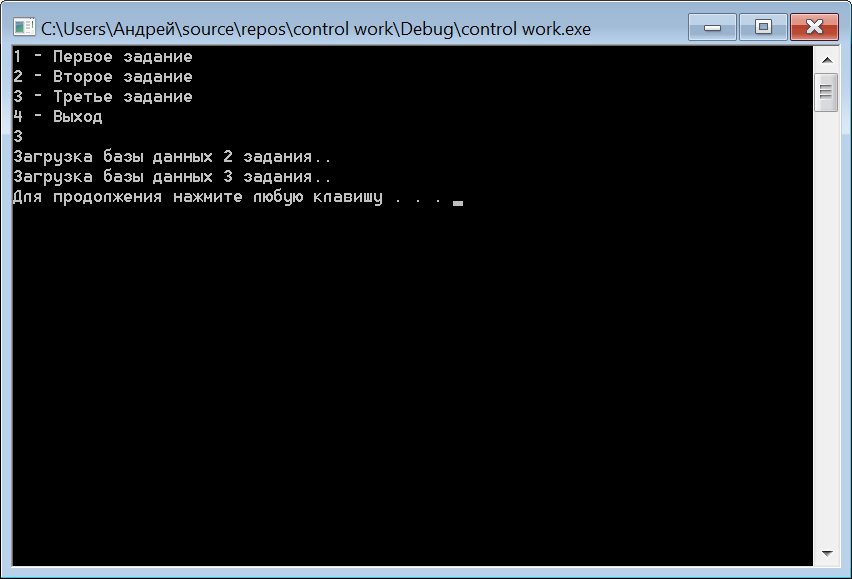 C:\Users\Андрей\source\repos\control work\Debug\control work.exe
1 - Первое задание
2 - Второе задание
3 - Третье задание
4 - Выход
3
Загрузка базы данных 2 задания..
Загрузка базы данных 3 задания..
Для продолжения нажмите любую клавишу . . .